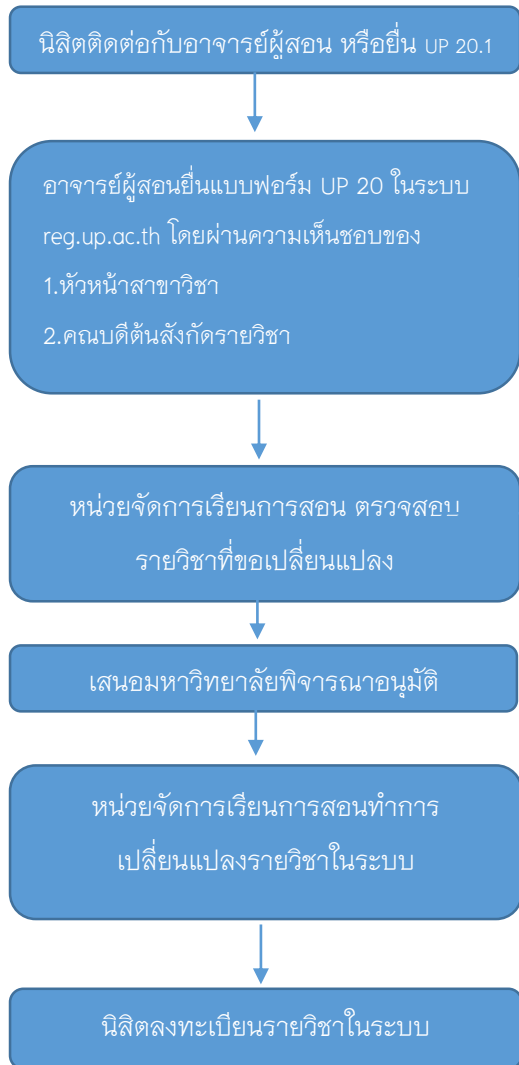 นิสิตติดต่อกับอาจารย์ผู้สอน หรือยื่น UP 20.1
อาจารย์ผู้สอนยื่นแบบฟอร์ม UP 20 ในระบบ
reg.up.ac.th โดยผ่านความเห็นชอบของ
1.หัวหน้าสาขาวิชา
2.คณบดีต้นสังกัดรายวิชา
หน่วยจัดการเรียนการสอน ตรวจสอบ
รายวิชาที่ขอเปลี่ยนแปลง
เสนอมหาวิทยาลัยพิจารณาอนุมัติ
หน่วยจัดการเรียนการสอนทำการ
เปลี่ยนแปลงรายวิชาในระบบ
นิสิตลงทะเบียนรายวิชาในระบบ